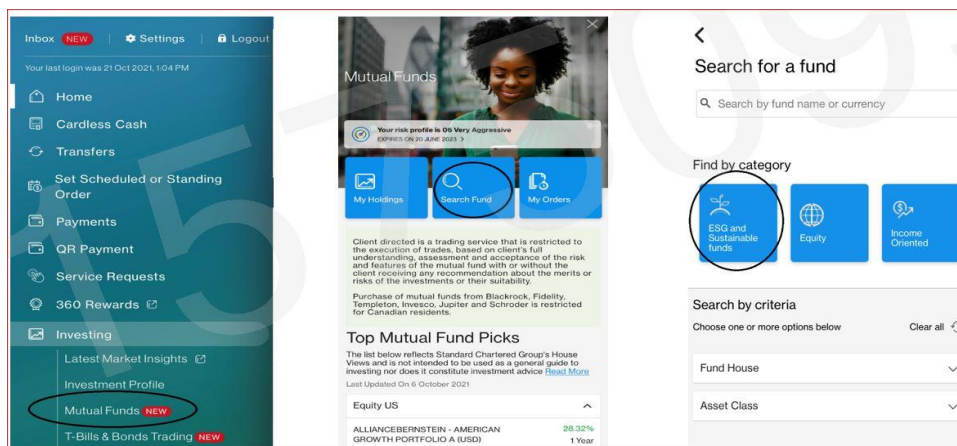 Inbox NEW | Settings | Logout
Your last login was 21 Oct 2021, 1:04 PM
Home
Cardless Cash
Transfers
Set Scheduled or Standing
Order
Payments
QR Payment
Service Requests
360 Rewards
Investing
Latest Market Insights
Investment Profile
Mutual Funds NEW
T-Bills & Bonds Trading NEW
Mutual Funds
Your risk profile is 05 Very Aggressive
EXPIRES ON 20 JUNE 2023 >
My Holdings
Search Fund
My Orders
Client directed is a trading service that is restricted to
the execution of trades, based on client's full
understanding, assessment and acceptance of the risk
and features of the mutual fund with or without the
client receiving any recommendation about the merits or
risks of the investments or their suitability.
Purchase of mutual funds from Blackrock, Fidelity,
Templeton, Invesco, Jupiter and Schroder is restricted
for Canadian residents.
Top Mutual Fund Picks
The list below reflects Standard Chartered Group's House
Views and is not intended to be used as a general guide to
investing nor does it constitute investment advice Read More
Last Updated On 6 October 2021
Equity US
ALLIANCEBERNSTEIN - AMERICAN 28.32%
GROWTH PORTFOLIO A (USD) 1 Year
Search for a fund
Search by fund name or currency
Find by category
ESG and
Sustainable
funds
Equity
Income
Oriented
Search by criteria
Choose one or more options below Clear all
Fund House
Asset Class